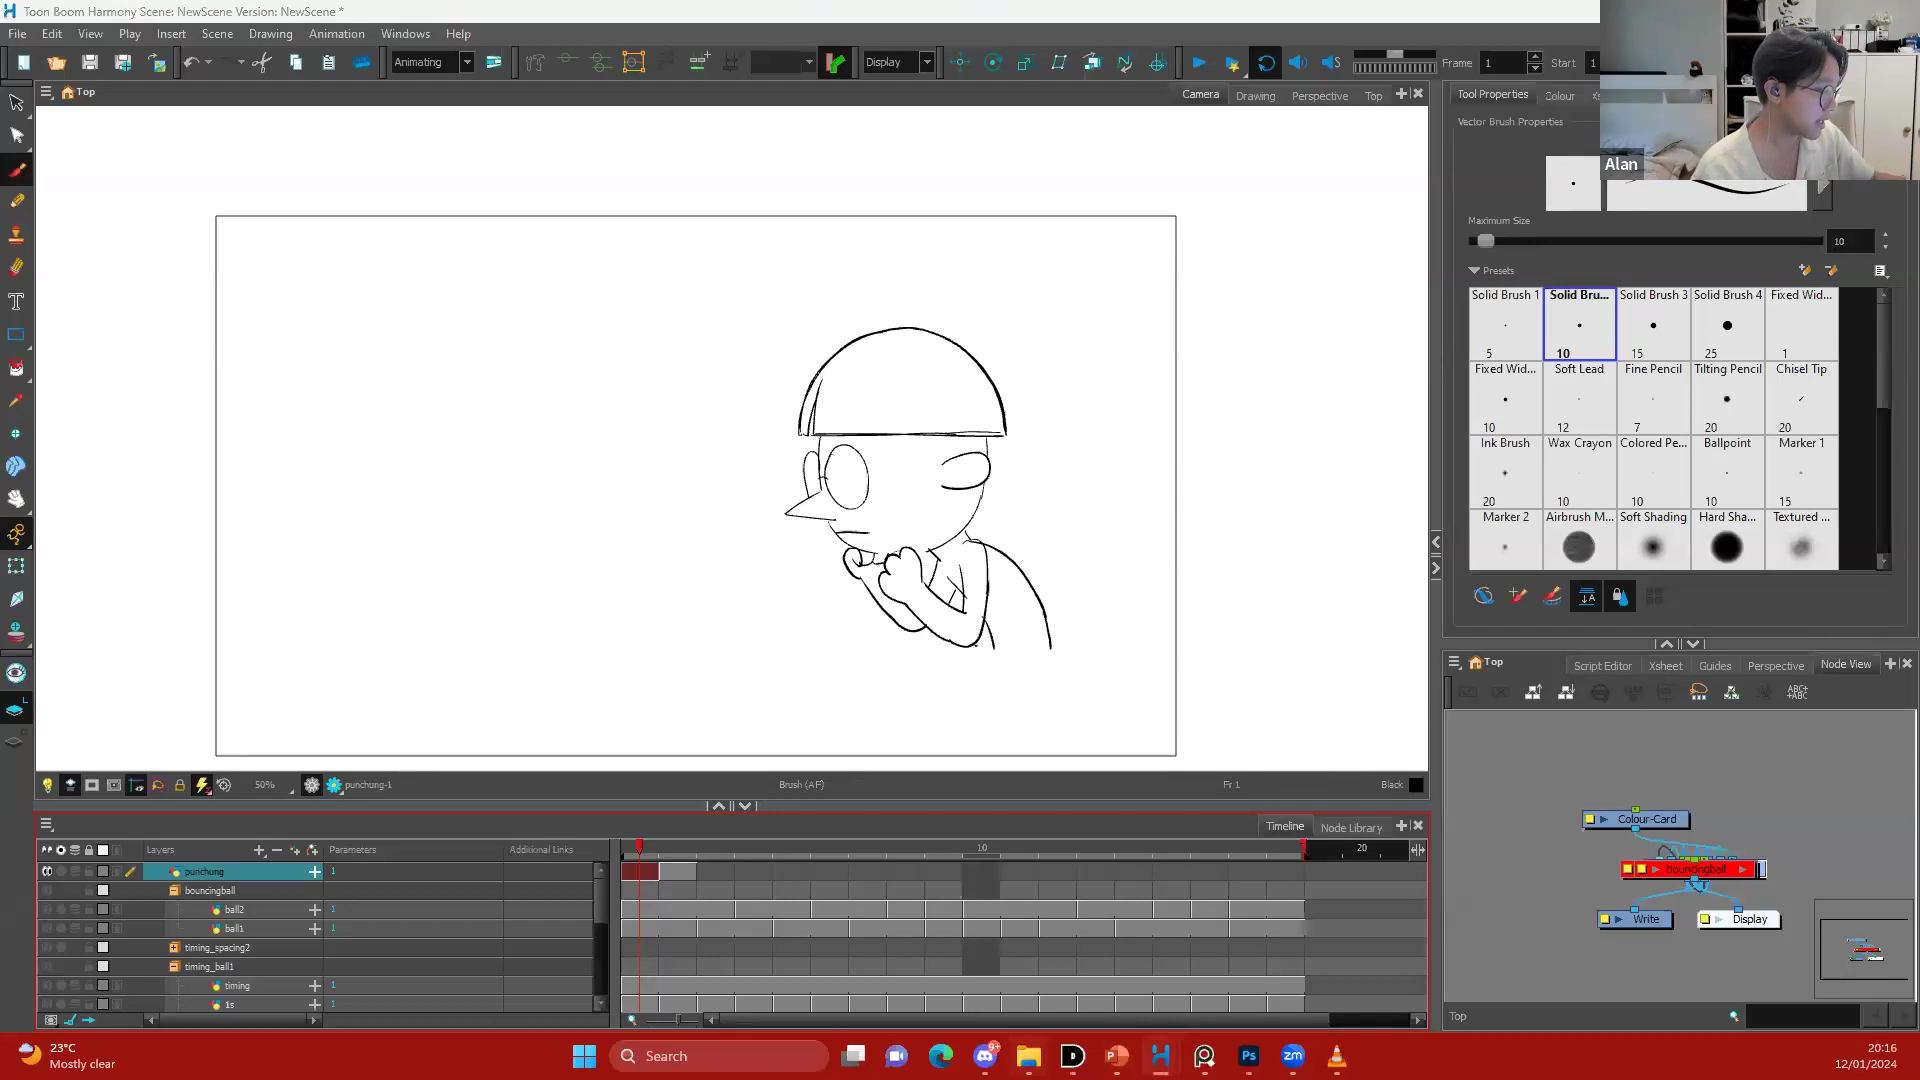 Toon Boom Harmony Scene: NewScene Version: NewScene *
File Edit View Play Insert Scene Drawing Animation Windows Help
Animating
Display
Frame 1
Start 1
Top
Camera Drawing Perspective Top
Tool Properties Colour
Vector Brush Properties
Alan
Maximum Size
10
Presets
Solid Brush 1 Solid Bru... Solid Brush 3 Solid Brush 4 Fixed Wid...
5 10 15 25 1
Fixed Wid... Soft Lead Fine Pencil Tilting Pencil Chisel Tip
10 12 7 20 20
Ink Brush Wax Crayon Colored Pe... Ballpoint Marker 1
20 10 10 10 15
Marker 2 Airbrush M... Soft Shading Hard Sha... Textured ...
50% punchung-1 Brush (AF) Fr 1 Black
Top
Script Editor Xsheet Guides Perspective Node View
ABC+
+ABC
Colour-Card
bouncingball
Write Display
Top
Timeline Node Library
Layers Parameters Additional Links
10 20
punchung 1
bouncingball
ball2 1
ball1 1
timing_spacing2
timing_ball1
timing 1
1s 1
23°C
Mostly clear
Search
9+
D
Ps
zm
20:16
12/01/2024